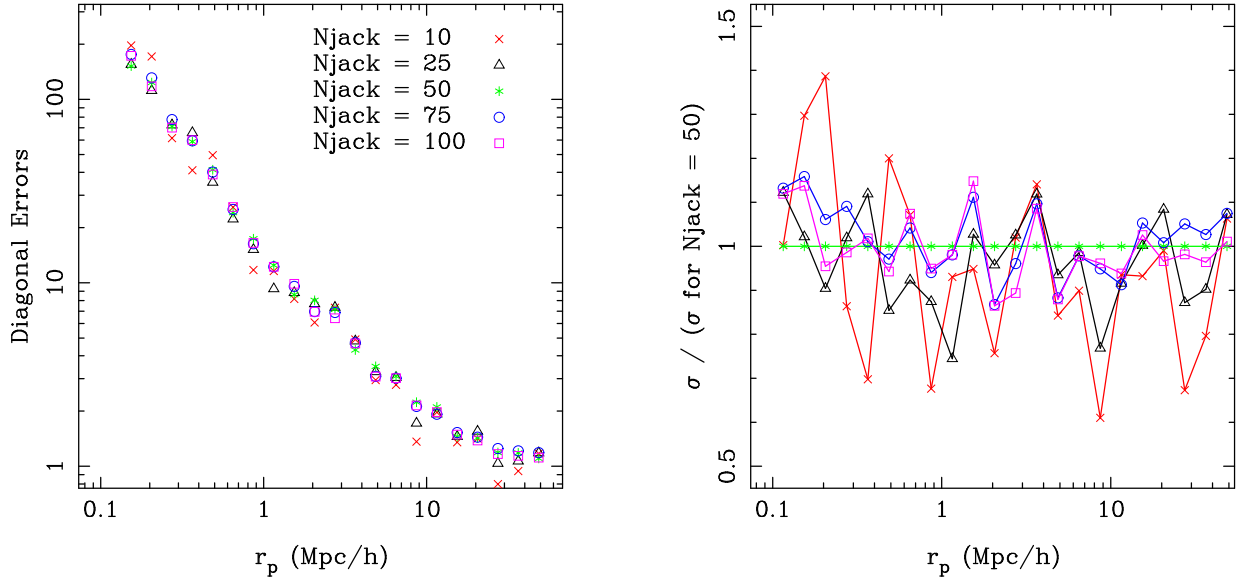 Diagonal Errors
100
10
1
Njack = 10
Njack = 25
Njack = 50
Njack = 75
Njack = 100
0.1
1
10
r_p (Mpc/h)
σ / (σ for Njack = 50)
1.5
1
0.5
0.1
1
10
r_p (Mpc/h)